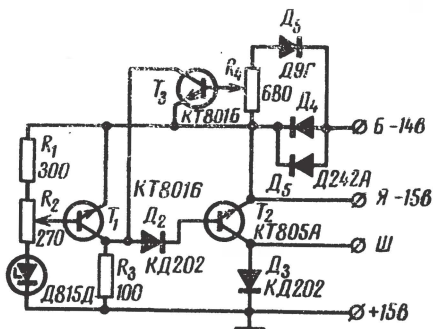 Д₅
Д9Г
R₄
680
T₃
КТ801Б
Д₄
Б -14в
R₁
300
Д₅
Д242А
R₂
270
КТ801б
T₁
Д₂
КД202
T₂
КТ805А
Я -15в
Ш
R₃
100
Д₃
КД202
Д815Д
+15в